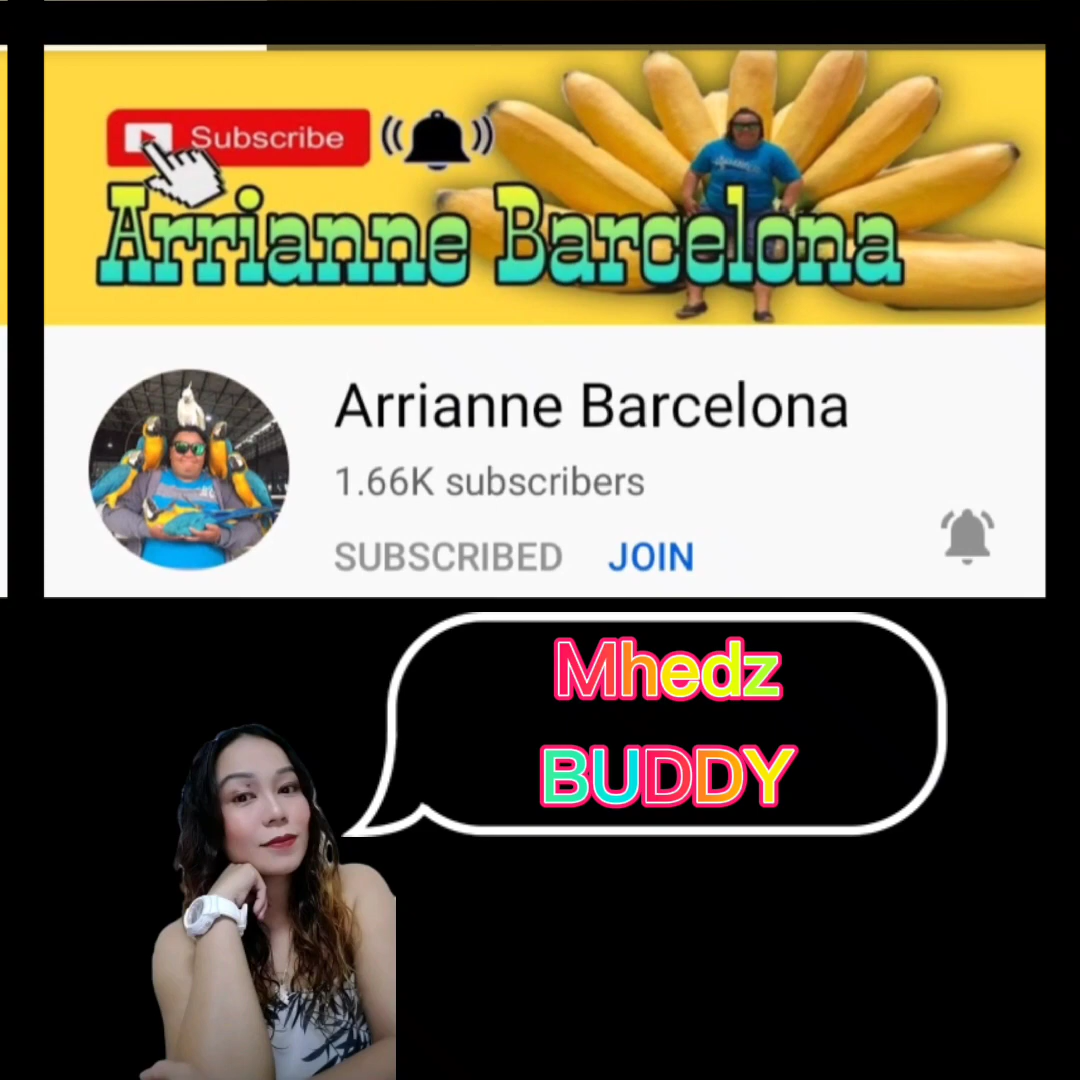 Subscribe
Arrianne Barcelona
Arrianne Barcelona
1.66K subscribers
SUBSCRIBED JOIN
Mhedz
BUDDY